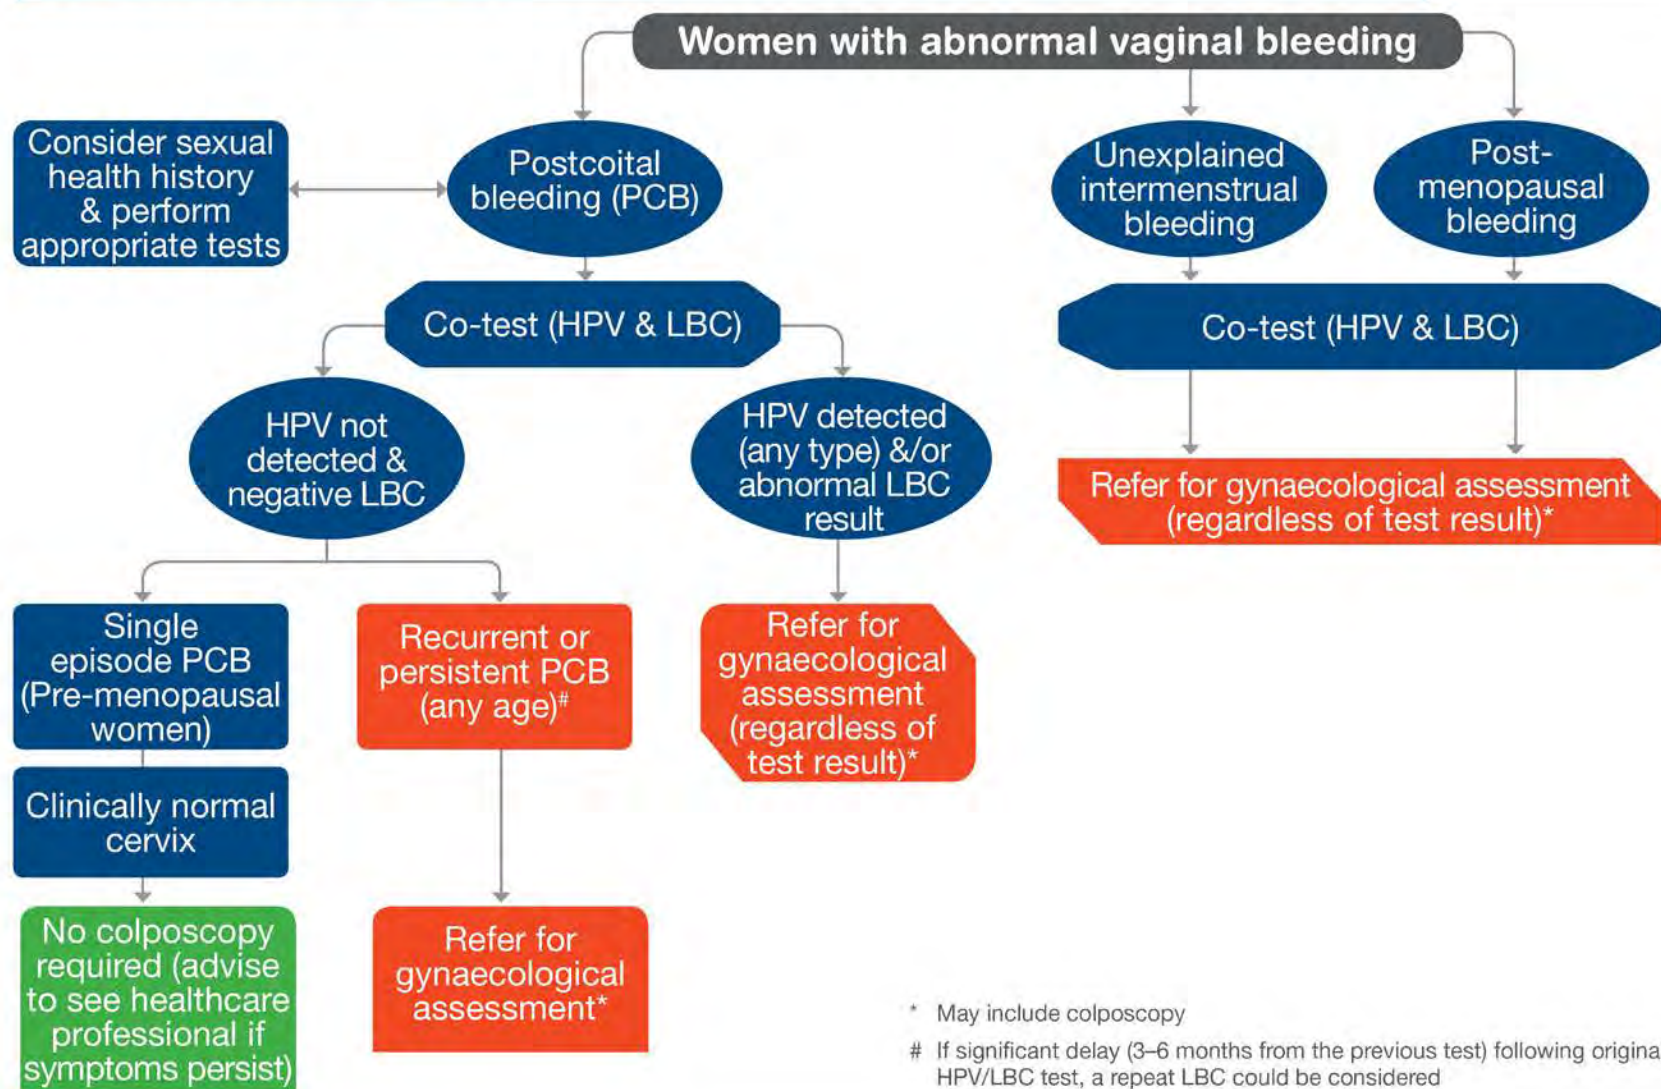 Women with abnormal vaginal bleeding
Consider sexual
health history
& perform
appropriate tests
Postcoital
bleeding (PCB)
Unexplained
intermenstrual
bleeding
Post-
menopausal
bleeding
Co-test (HPV & LBC)
Co-test (HPV & LBC)
HPV not
detected &
negative LBC
HPV detected
(any type) &/or
abnormal LBC
result
Refer for gynaecological assessment
(regardless of test result)*
Single
episode PCB
(Pre-menopausal
women)
Recurrent or
persistent PCB
(any age)#
Refer for
gynaecological
assessment
(regardless of
test result)*
Clinically normal
cervix
No colposcopy
required (advise
to see healthcare
professional if
symptoms persist)
Refer for
gynaecological
assessment*
* May include colposcopy
# If significant delay (3–6 months from the previous test) following origina
HPV/LBC test, a repeat LBC could be considered